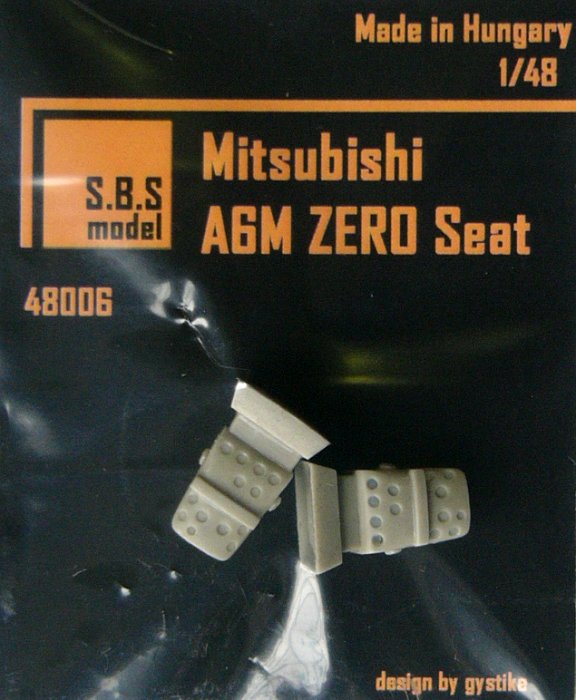 Made in Hungary
1/48
S.B.S
model
Mitsubishi
A6M ZERO Seat
48006
design by gystike